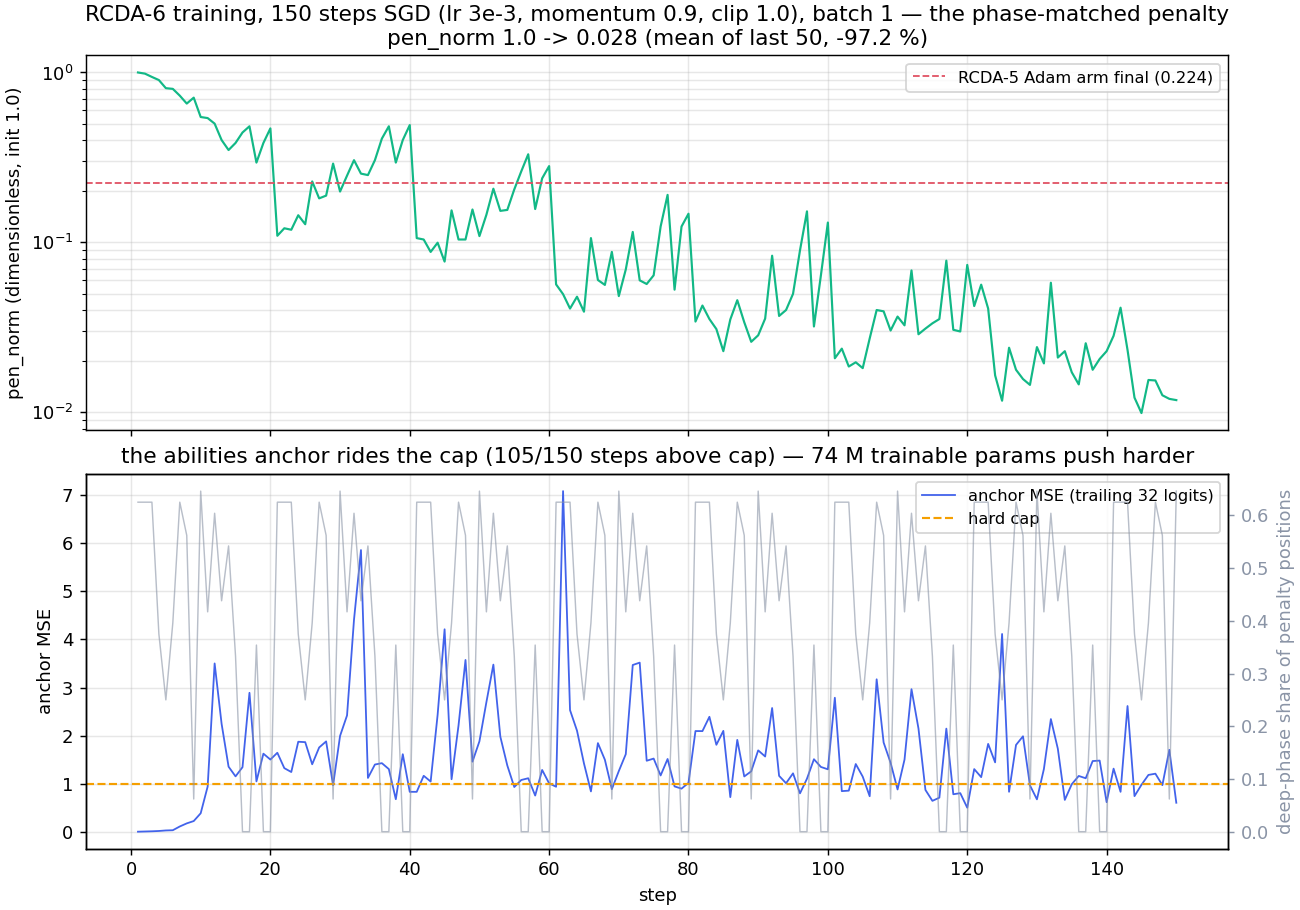 RCDA-6 training, 150 steps SGD (lr 3e-3, momentum 0.9, clip 1.0), batch 1 — the phase-matched penalty
pen_norm 1.0 -> 0.028 (mean of last 50, -97.2 %)
pen_norm (dimensionless, init 1.0)
10⁰
10⁻¹
10⁻²
RCDA-5 Adam arm final (0.224)
the abilities anchor rides the cap (105/150 steps above cap) — 74 M trainable params push harder
anchor MSE
7
6
5
4
3
2
1
0
anchor MSE (trailing 32 logits)
hard cap
0.6
0.5
0.4
0.3
0.2
0.1
0.0
deep-phase share of penalty positions
0
20
40
60
80
100
120
140
step